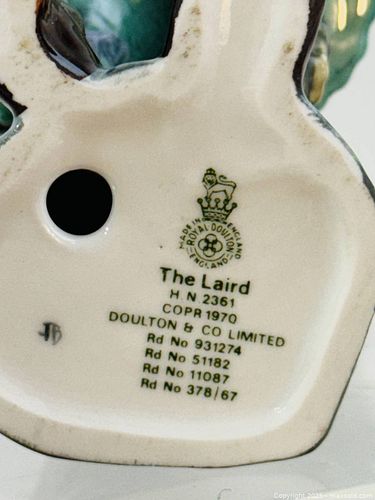 MADE IN ENGLAND
ROYAL DOULTON
ENGLAND
The Laird
H.N.2361
COPR 1970
DOULTON & CO LIMITED
Rd No 931274
Rd No 51182
Rd No 11087
Rd No 378/67
JB